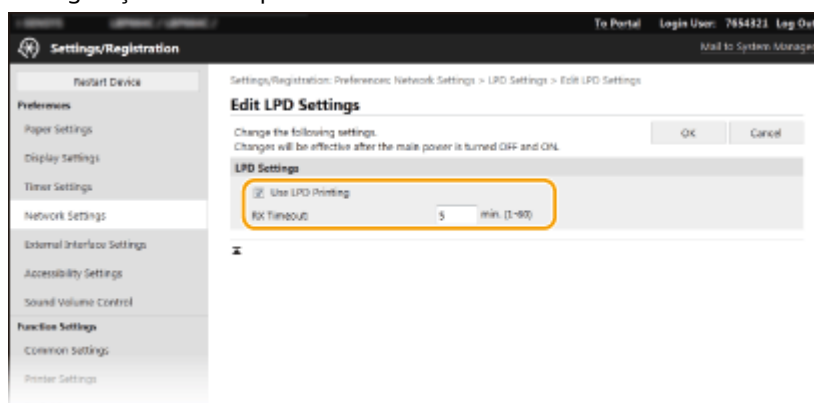 To Portal Login User: 7654321 Log Out
Settings/Registration
Mail to System Manager
Restart Device
Settings/Registration: Preferences: Network Settings > LPD Settings > Edit LPD Settings
Preferences
Edit LPD Settings
Paper Settings
Change the following settings.
Changes will be effective after the main power is turned OFF and ON.
OK Cancel
Display Settings
LPD Settings
Timer Settings
Use LPD Printing
Network Settings
RX Timeout: 5 min. (1-60)
External Interface Settings
Accessibility Settings
Sound Volume Control
Function Settings
Common Settings
Printer Settings